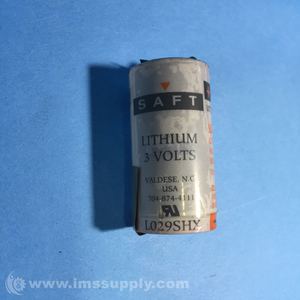 SAFT
LITHIUM
3 VOLTS
VALDESE, N.C.
USA
704-874-4111
L029SHX
© www.imssupply.com